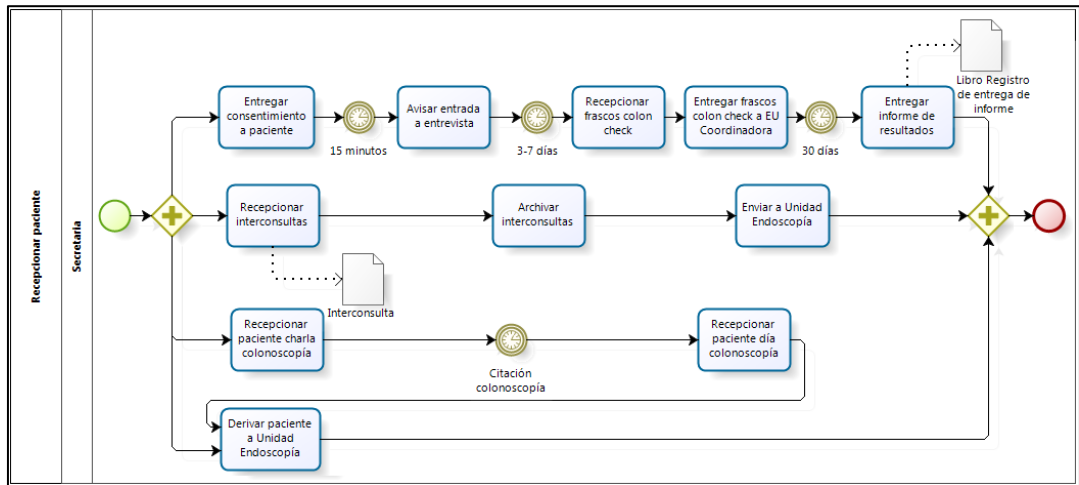 Recepcionar paciente
Secretaria
Entregar
consentimiento
a paciente
15 minutos
Avisar entrada
a entrevista
3-7 días
Recepcionar
frascos colon
check
Entregar frascos
colon check a EU
Coordinadora
30 días
Entregar
informe de
resultados
Libro Registro
de entrega de
informe
Recepcionar
interconsultas
Interconsulta
Archivar
interconsultas
Enviar a Unidad
Endoscopía
Recepcionar
paciente charla
colonoscopía
Citación
colonoscopía
Recepcionar
paciente día
colonoscopía
Derivar paciente
a Unidad
Endoscopía